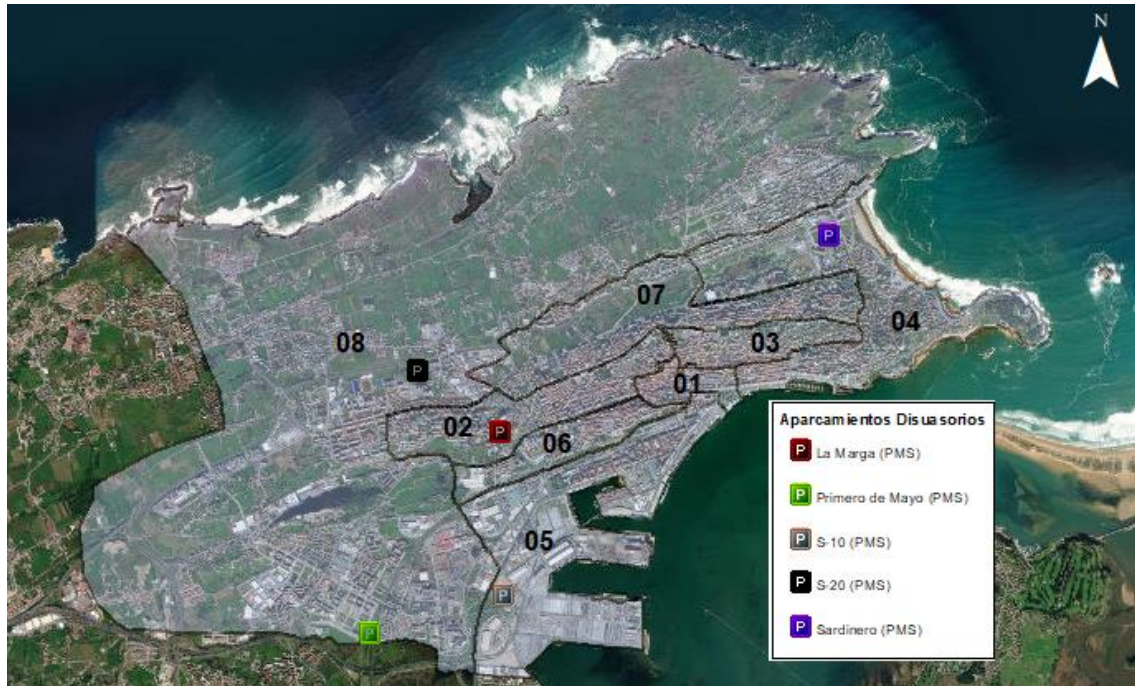 N
07
04
08
03
01
02
06
05
P
P
P
P
P
Aparcamientos Disuasorios
P La Marga (PMS)
P Primero de Mayo (PMS)
P S-10 (PMS)
P S-20 (PMS)
P Sardinero (PMS)